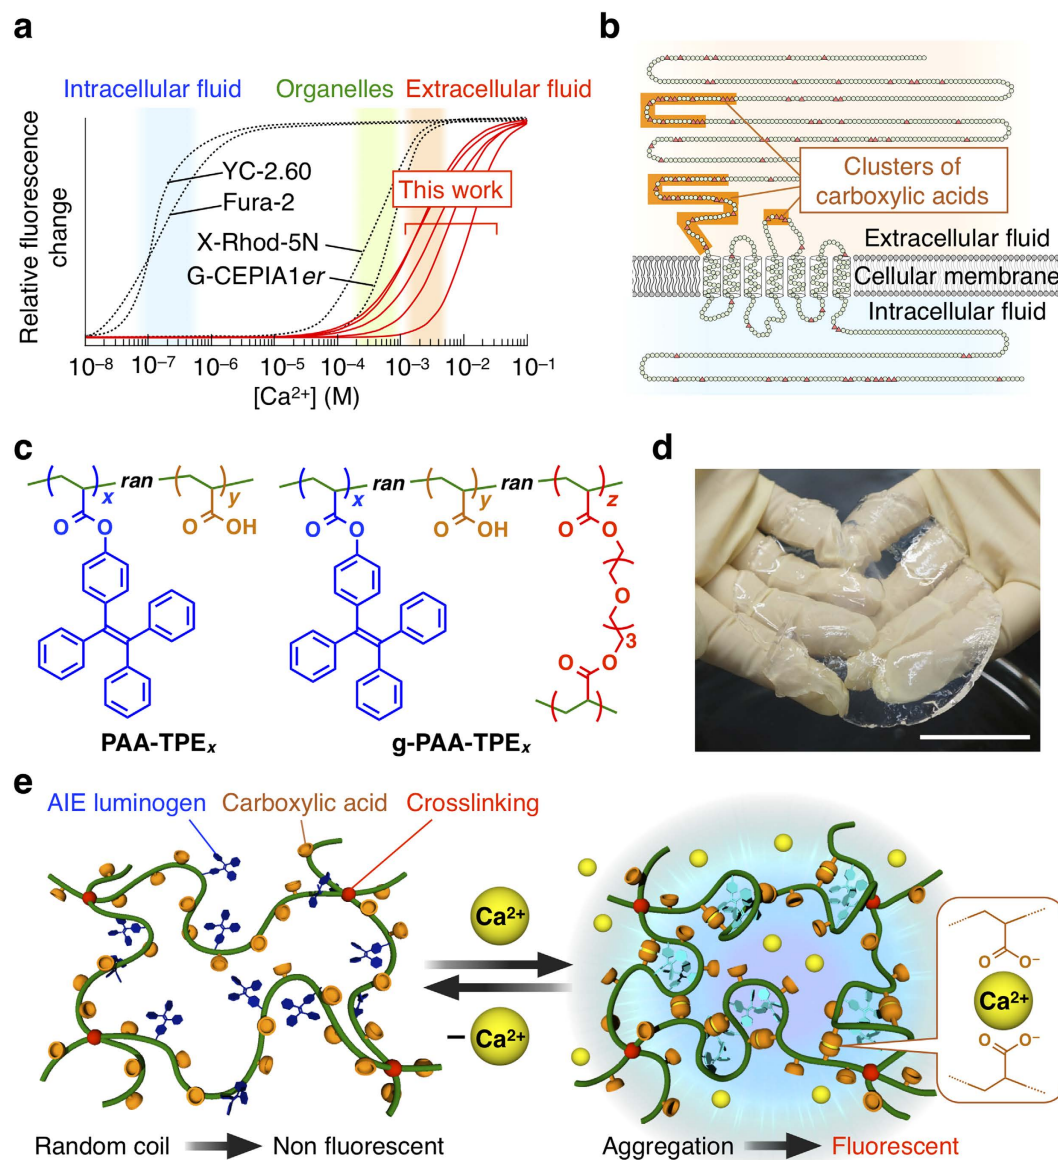 a
Intracellular fluid
Organelles
Extracellular fluid
Relative fluorescence
change
YC-2.60
Fura-2
X-Rhod-5N
G-CEPIA1er
This work
10⁻⁸ 10⁻⁷ 10⁻⁶ 10⁻⁵ 10⁻⁴ 10⁻³ 10⁻² 10⁻¹
[Ca²⁺] (M)
b
Clusters of
carboxylic acids
Extracellular fluid
Cellular membrane
Intracellular fluid
c
x ran y
O O O OH
PAA-TPEx
x ran y ran z
O O O OH O O
O
3
O O
g-PAA-TPEx
d
e
AIE luminogen
Carboxylic acid
Crosslinking
Ca²⁺
– Ca²⁺
O O⁻
Ca²⁺
O O⁻
Random coil
Non fluorescent
Aggregation
Fluorescent